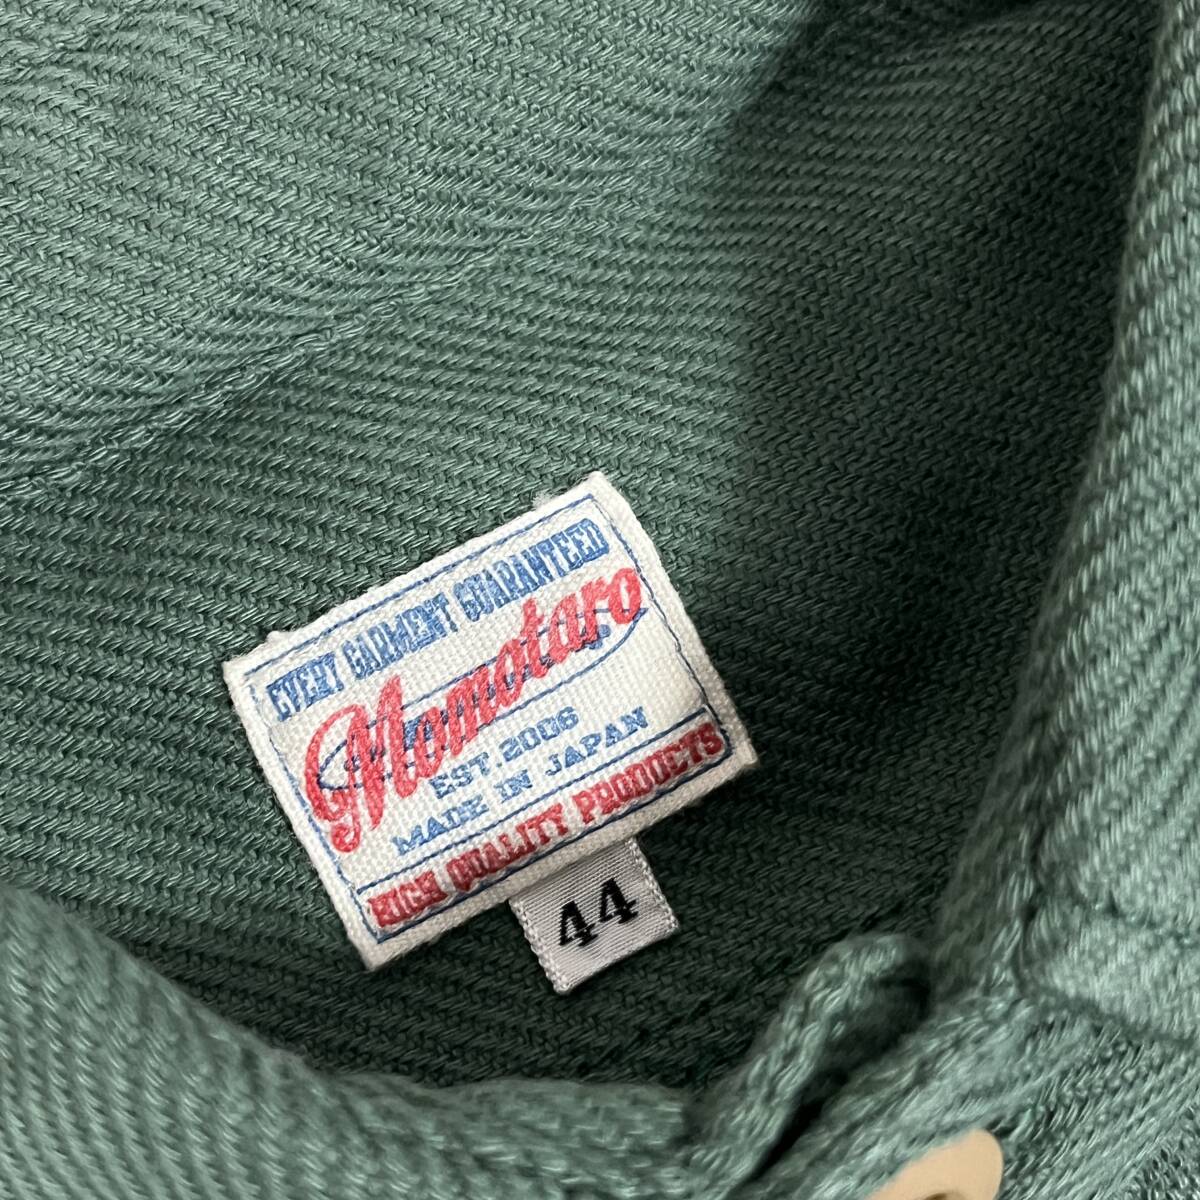 EVERY GARMENT GUARANTEED
Momotaro
EST.2006
MADE IN JAPAN
HIGH QUALITY PRODUCTS
44